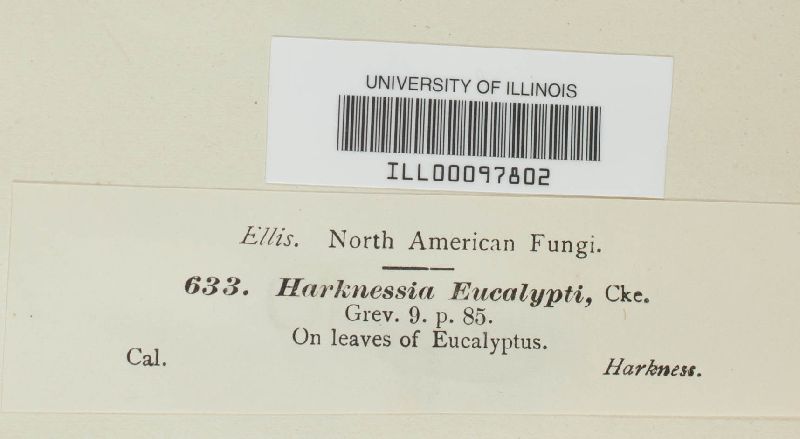 UNIVERSITY OF ILLINOIS
ILL00097802
Ellis. North American Fungi.
633. Harknessia Eucalypti, Cke.
Grev. 9. p. 85.
On leaves of Eucalyptus.
Cal. Harkness.